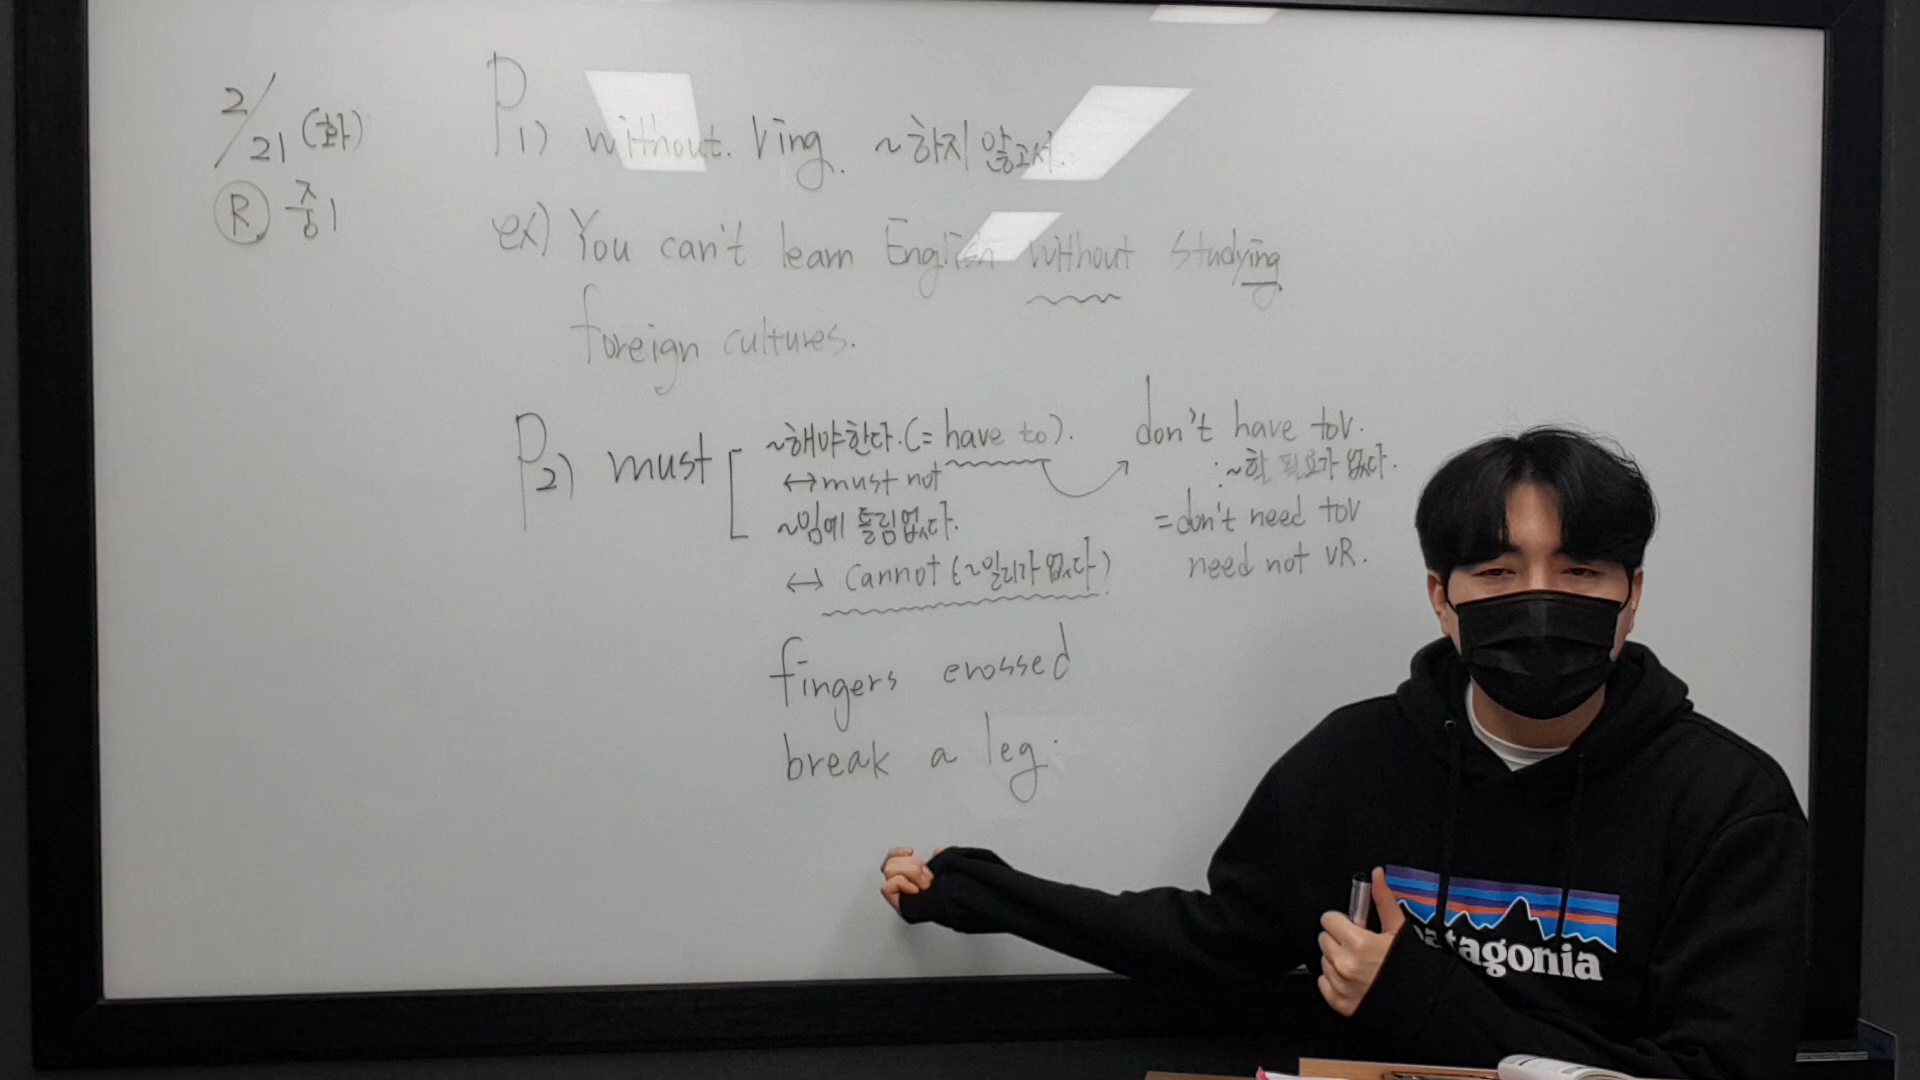 2/21 (화)
Ⓡ 중1
P1) without. Ving. ~하지 않고서.
ex) You can't learn English without studying
foreign cultures.
P2) must [ ~해야한다. (= have to).
↔ must not
~임에 틀림없다.
↔ cannot (~일리가 없다)
don't have toV.
: ~할 필요가 없다.
= don't need toV
need not VR.
fingers crossed
break a leg.
patagonia